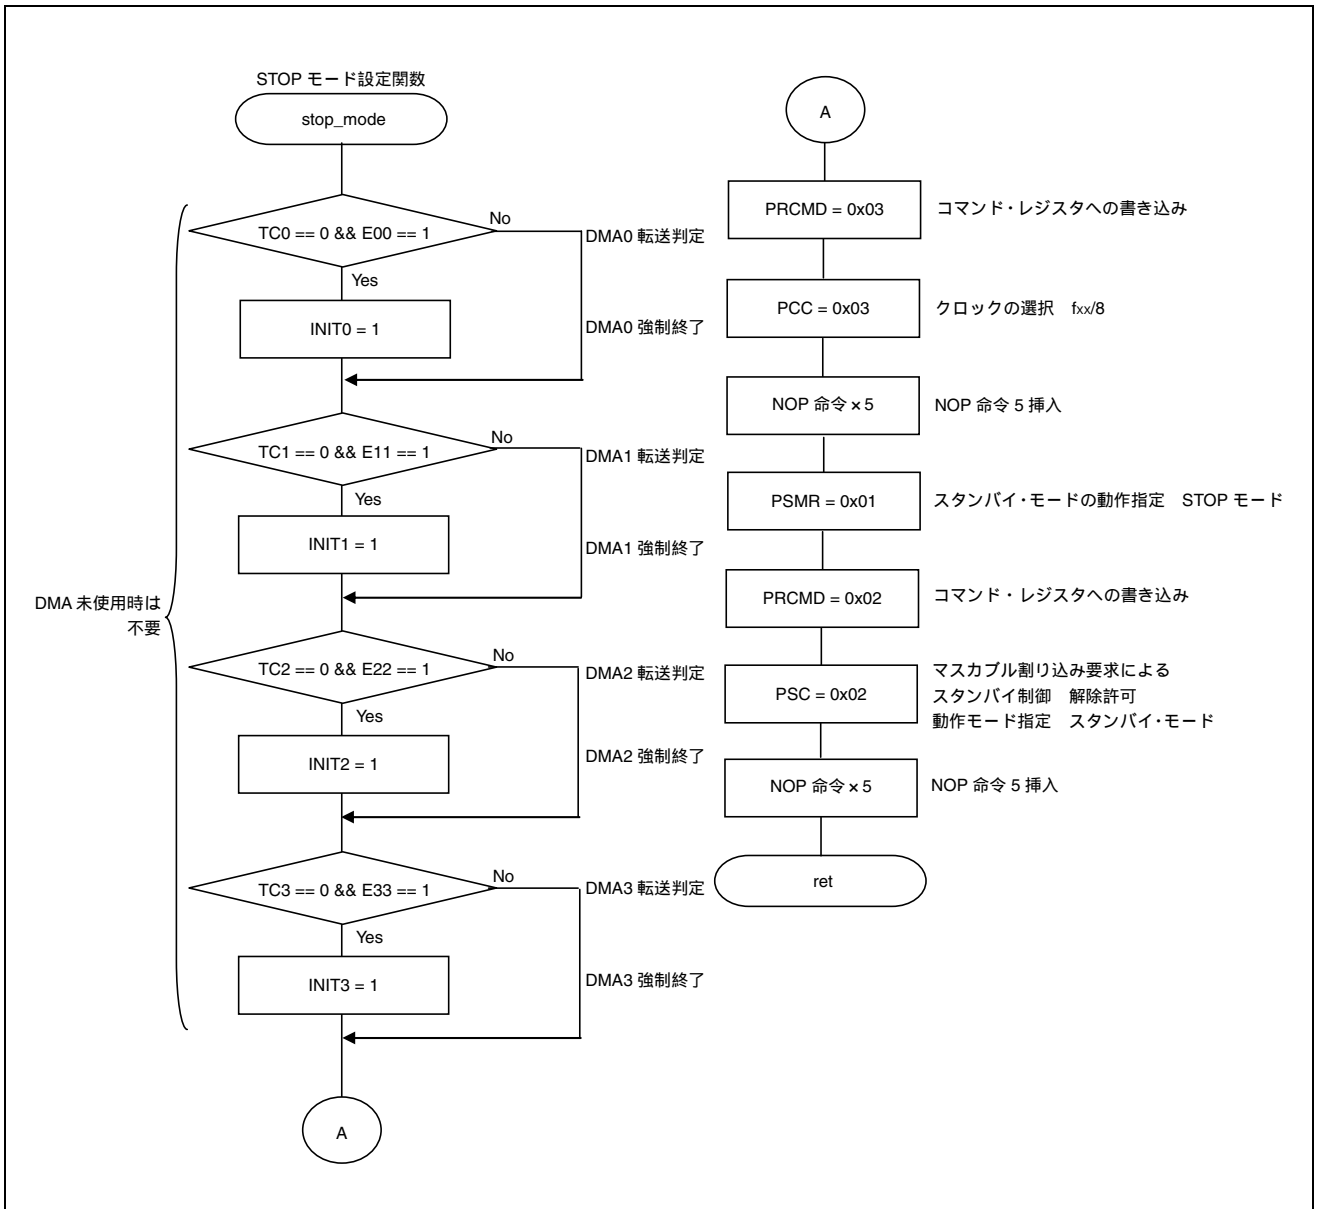 STOP モード設定関数
stop_mode
TC0 == 0 && E00 == 1
No
DMA0 転送判定
Yes
INIT0 = 1
DMA0 強制終了
TC1 == 0 && E11 == 1
No
DMA1 転送判定
Yes
INIT1 = 1
DMA1 強制終了
DMA 未使用時は
不要
TC2 == 0 && E22 == 1
No
DMA2 転送判定
Yes
INIT2 = 1
DMA2 強制終了
TC3 == 0 && E33 == 1
No
DMA3 転送判定
Yes
INIT3 = 1
DMA3 強制終了
A
A
PRCMD = 0x03
コマンド・レジスタへの書き込み
PCC = 0x03
クロックの選択　fxx/8
NOP 命令 × 5
NOP 命令 5 挿入
PSMR = 0x01
スタンバイ・モードの動作指定　STOP モード
PRCMD = 0x02
コマンド・レジスタへの書き込み
PSC = 0x02
マスカブル割り込み要求による
スタンバイ制御　解除許可
動作モード指定　スタンバイ・モード
NOP 命令 × 5
NOP 命令 5 挿入
ret